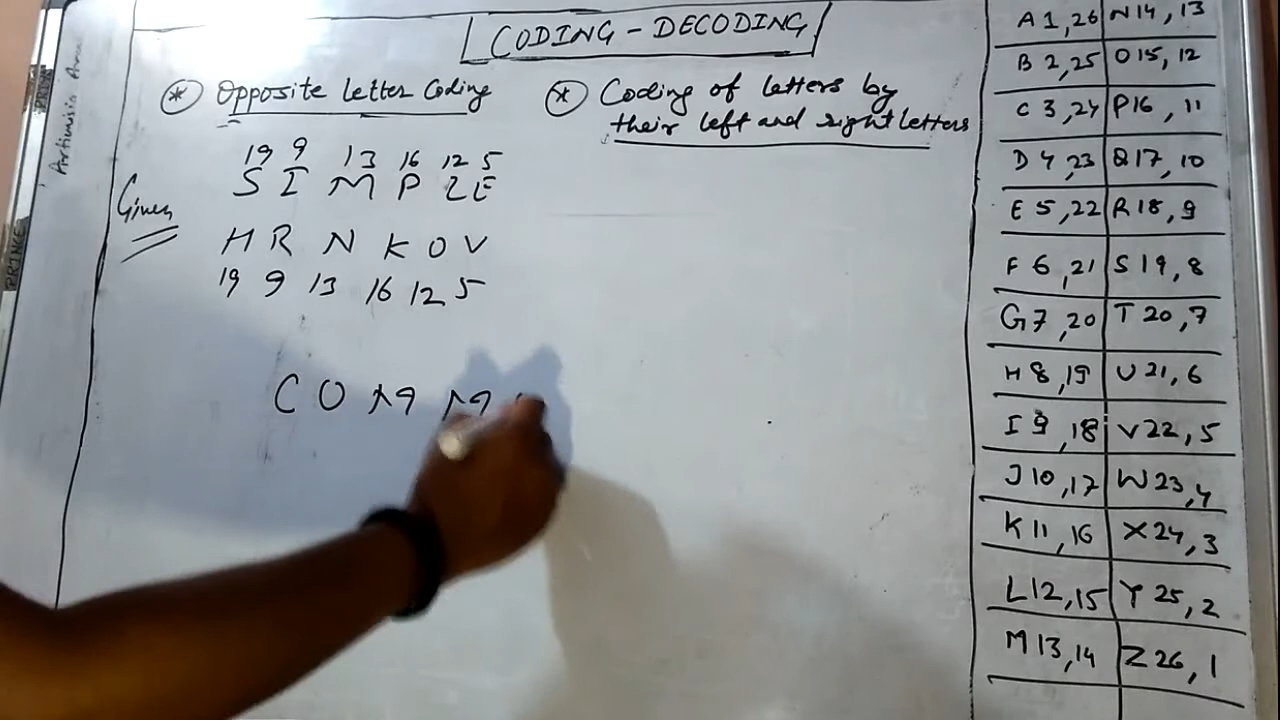 CODING - DECODING
* Opposite Letter Coding
19 9 13 16 12 5
S I M P L E
Given
H R N K O V
19 9 13 16 12 5
C O M M
* Coding of letters by
their left and right letters
A 1, 26 N 14, 13
B 2, 25 O 15, 12
C 3, 24 P 16, 11
D 4, 23 Q 17, 10
E 5, 22 R 18, 9
F 6, 21 S 19, 8
G 7, 20 T 20, 7
H 8, 19 U 21, 6
I 9, 18 V 22, 5
J 10, 17 W 23, 4
K 11, 16 X 24, 3
L 12, 15 Y 25, 2
M 13, 14 Z 26, 1
PRINCE